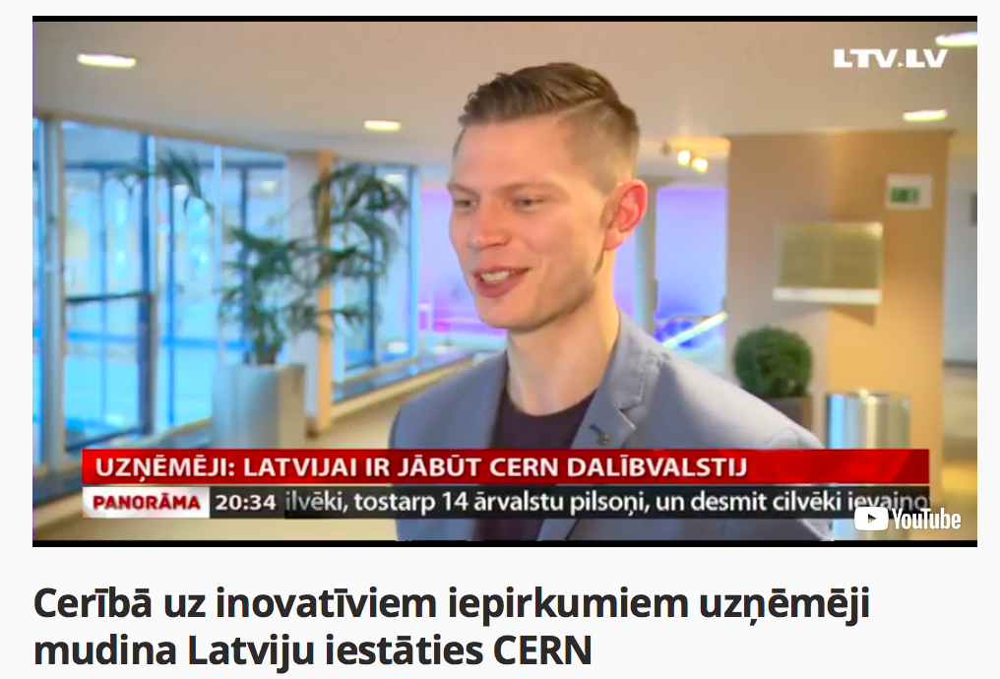 LTV.LV
UZŅĒMĒJI: LATVIJAI IR JĀBŪT CERN DALĪBVALSTIJ
PANORĀMA 20:34 ilvēki, tostarp 14 ārvalstu pilsoņi, un desmit cilvēki ievaino
YouTube
Cerībā uz inovatīviem iepirkumiem uzņēmēji
mudina Latviju iestāties CERN